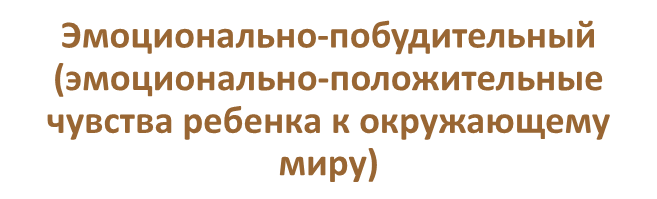 Эмоционально-побудительный
(эмоционально-положительные
чувства ребенка к окружающему
миру)